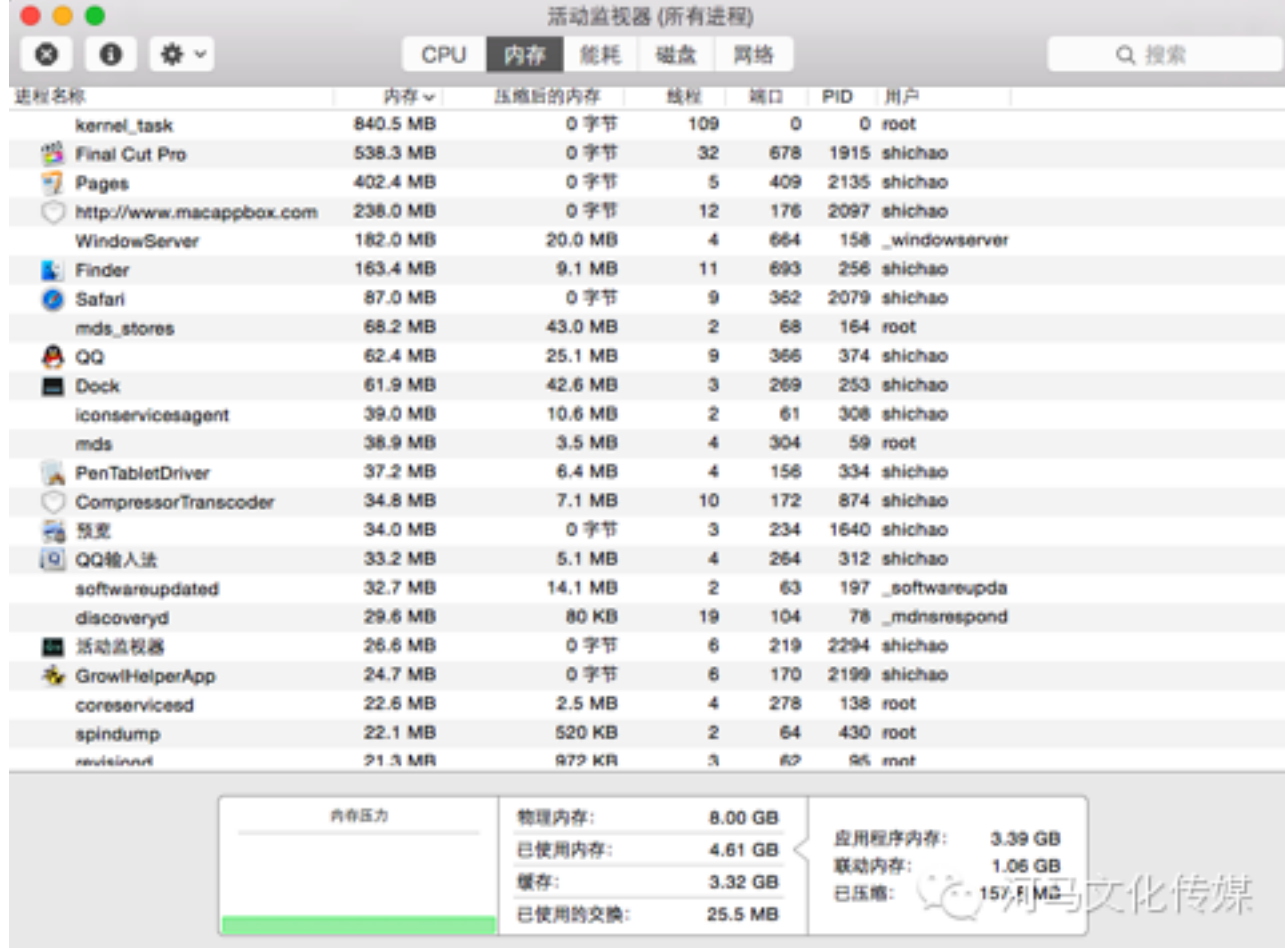 活动监视器 (所有进程)
CPU 内存 能耗 磁盘 网络 搜索
进程名称 内存 压缩后的内存 线程 端口 PID 用户
kernel_task 840.5 MB 0 字节 109 0 0 root
Final Cut Pro 538.3 MB 0 字节 32 678 1915 shichao
Pages 402.4 MB 0 字节 5 409 2135 shichao
http://www.macappbox.com 238.0 MB 0 字节 12 176 2097 shichao
WindowServer 182.0 MB 20.0 MB 4 664 158 _windowserver
Finder 163.4 MB 9.1 MB 11 693 256 shichao
Safari 87.0 MB 0 字节 9 362 2079 shichao
mds_stores 68.2 MB 43.0 MB 2 68 164 root
QQ 62.4 MB 25.1 MB 9 366 374 shichao
Dock 61.9 MB 42.6 MB 3 269 253 shichao
iconservicesagent 39.0 MB 10.6 MB 2 61 308 shichao
mds 38.9 MB 3.5 MB 4 304 59 root
PenTabletDriver 37.2 MB 6.4 MB 4 156 334 shichao
CompressorTranscoder 34.8 MB 7.1 MB 10 172 874 shichao
预览 34.0 MB 0 字节 3 234 1640 shichao
QQ输入法 33.2 MB 5.1 MB 4 264 312 shichao
softwareupdated 32.7 MB 14.1 MB 2 63 197 _softwareupda
discoveryd 29.6 MB 80 KB 19 104 78 _mdnsrespond
活动监视器 26.6 MB 0 字节 6 219 2294 shichao
GrowlHelperApp 24.7 MB 0 字节 6 170 2199 shichao
coreservicesd 22.6 MB 2.5 MB 4 278 138 root
spindump 22.1 MB 520 KB 2 64 430 root
revisiond 21.3 MB 972 KB 3 62 95 root
内存压力
物理内存: 8.00 GB
已使用内存: 4.61 GB
缓存: 3.32 GB
已使用的交换: 25.5 MB
应用程序内存: 3.39 GB
联动内存: 1.06 GB
已压缩: MB
河马文化传媒